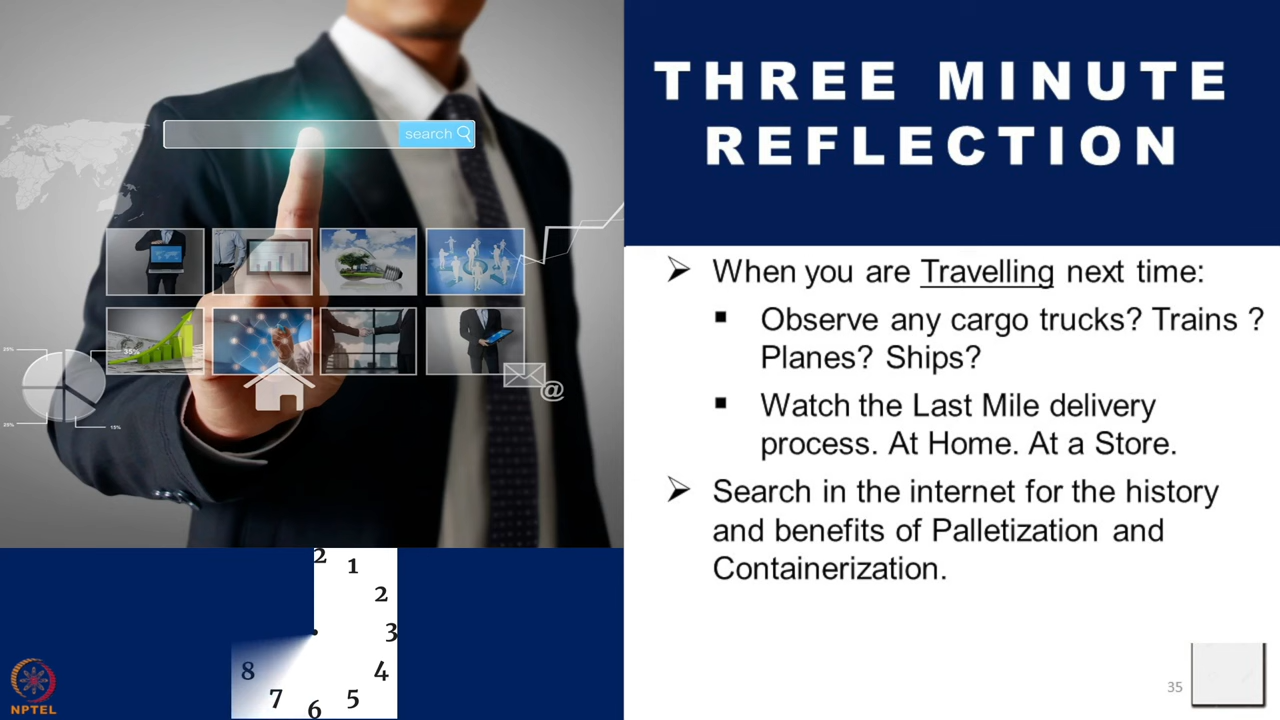 THREE MINUTE
REFLECTION
search
➢ When you are Travelling next time:
▪ Observe any cargo trucks? Trains ?
Planes? Ships?
▪ Watch the Last Mile delivery
process. At Home. At a Store.
➢ Search in the internet for the history
and benefits of Palletization and
Containerization.
35%
15%
@
2
1
2
3
4
5
6
7
8
NPTEL
35